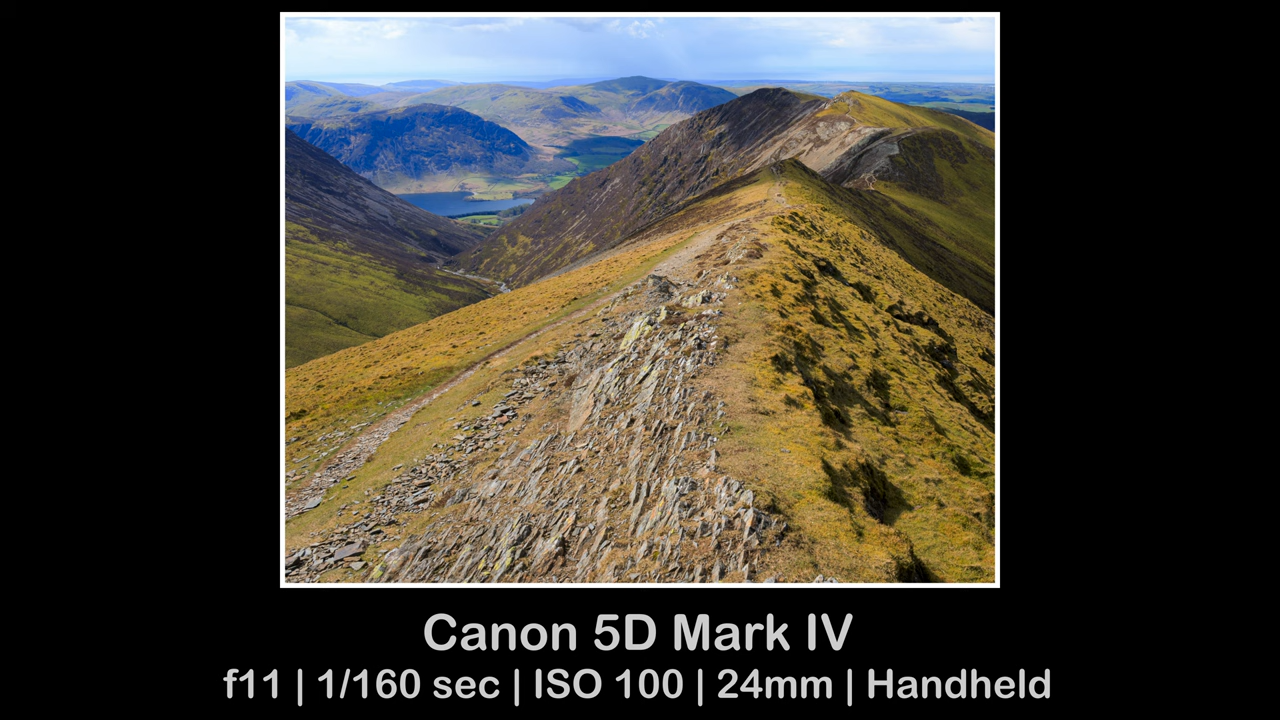 Canon 5D Mark IV
f11 | 1/160 sec | ISO 100 | 24mm | Handheld